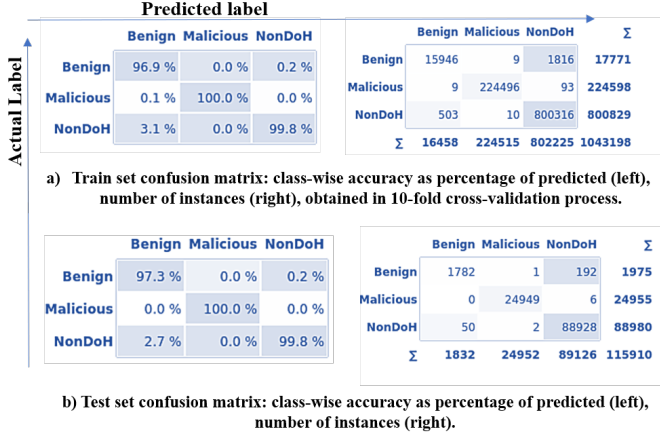 Predicted label
Actual Label
Benign Malicious NonDoH
Benign 96.9 % 0.0 % 0.2 %
Malicious 0.1 % 100.0 % 0.0 %
NonDoH 3.1 % 0.0 % 99.8 %
Benign Malicious NonDoH Σ
Benign 15946 9 1816 17771
Malicious 9 224496 93 224598
NonDoH 503 10 800316 800829
Σ 16458 224515 802225 1043198
a) Train set confusion matrix: class-wise accuracy as percentage of predicted (left),
number of instances (right), obtained in 10-fold cross-validation process.
Benign Malicious NonDoH
Benign 97.3 % 0.0 % 0.2 %
Malicious 0.0 % 100.0 % 0.0 %
NonDoH 2.7 % 0.0 % 99.8 %
Benign Malicious NonDoH Σ
Benign 1782 1 192 1975
Malicious 0 24949 6 24955
NonDoH 50 2 88928 88980
Σ 1832 24952 89126 115910
b) Test set confusion matrix: class-wise accuracy as percentage of predicted (left),
number of instances (right).